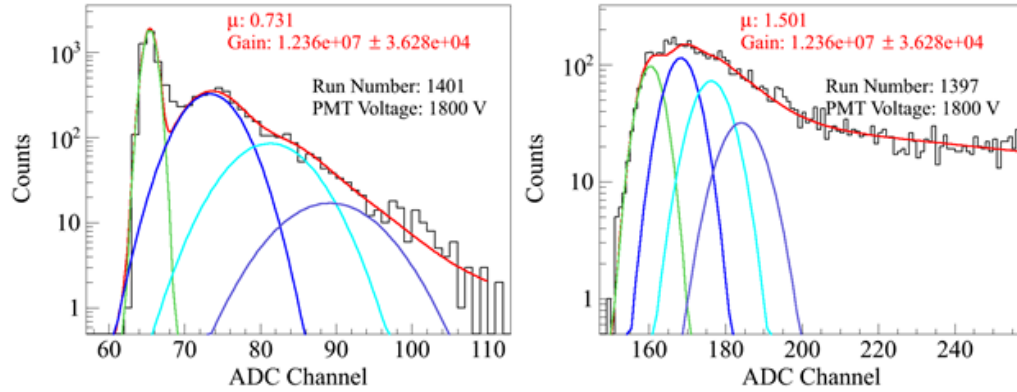 μ: 0.731
Gain: 1.236e+07 ± 3.628e+04
Run Number: 1401
PMT Voltage: 1800 V
10³
10²
10
1
Counts
60 70 80 90 100 110
ADC Channel
μ: 1.501
Gain: 1.236e+07 ± 3.628e+04
Run Number: 1397
PMT Voltage: 1800 V
10²
10
1
Counts
160 180 200 220 240
ADC Channel